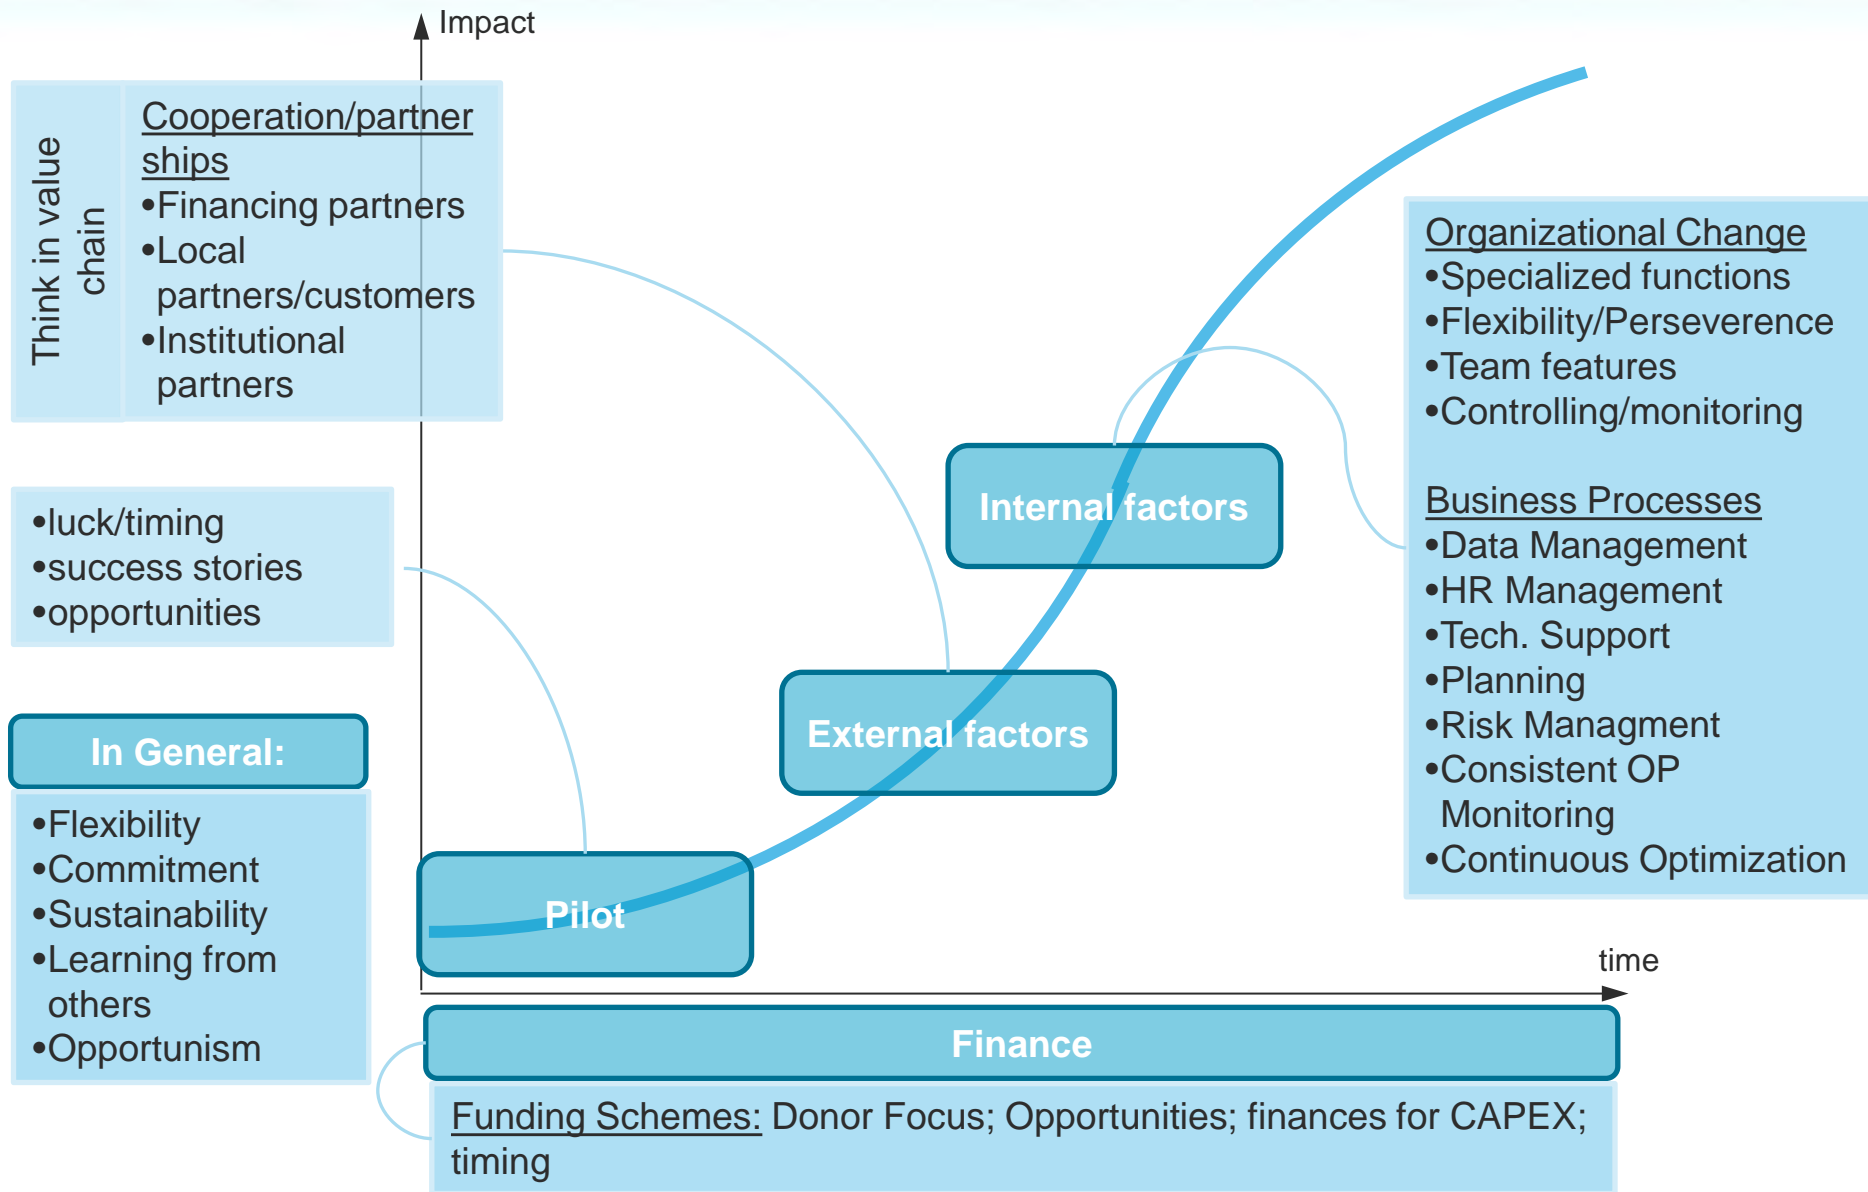 Impact
Think in value
chain
Cooperation/partner
ships
•Financing partners
•Local
partners/customers
•Institutional
partners
•luck/timing
•success stories
•opportunities
In General:
•Flexibility
•Commitment
•Sustainability
•Learning from
others
•Opportunism
Pilot
External factors
Internal factors
Organizational Change
•Specialized functions
•Flexibility/Perseverence
•Team features
•Controlling/monitoring
Business Processes
•Data Management
•HR Management
•Tech. Support
•Planning
•Risk Managment
•Consistent OP
Monitoring
•Continuous Optimization
time
Finance
Funding Schemes: Donor Focus; Opportunities; finances for CAPEX;
timing